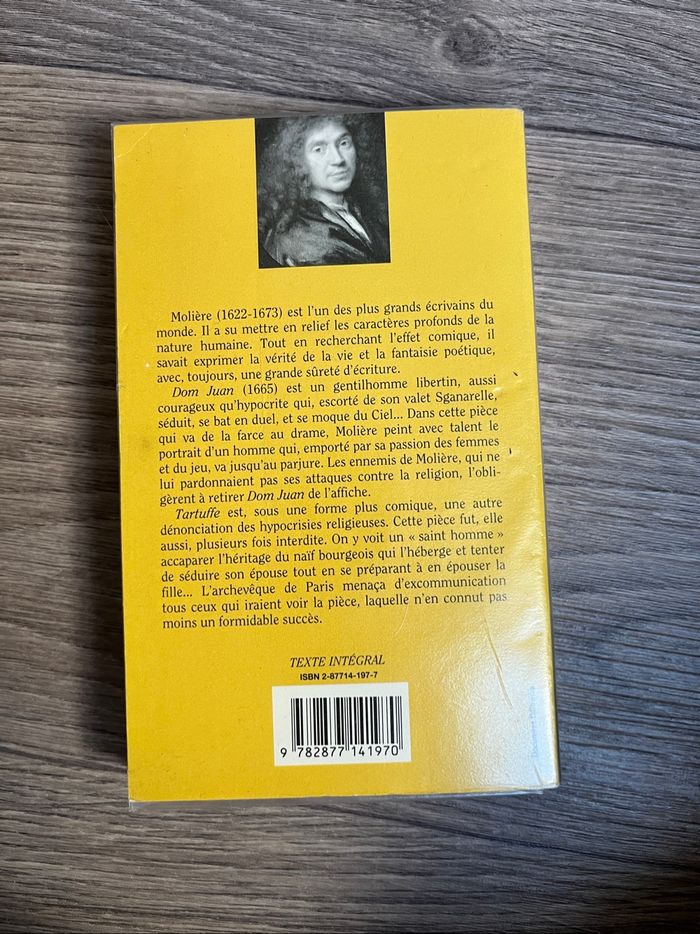 Molière (1622-1673) est l'un des plus grands écrivains du
monde. Il a su mettre en relief les caractères profonds de la
nature humaine. Tout en recherchant l'effet comique, il
savait exprimer la vérité de la vie et la fantaisie poétique,
avec, toujours, une grande sûreté d'écriture.
Dom Juan (1665) est un gentilhomme libertin, aussi
courageux qu'hypocrite qui, escorté de son valet Sganarelle,
séduit, se bat en duel, et se moque du Ciel... Dans cette pièce
qui va de la farce au drame, Molière peint avec talent le
portrait d'un homme qui, emporté par sa passion des femmes
et du jeu, va jusqu'au parjure. Les ennemis de Molière, qui ne
lui pardonnaient pas ses attaques contre la religion, l'obli-
gèrent à retirer Dom Juan de l'affiche.
Tartuffe est, sous une forme plus comique, une autre
dénonciation des hypocrisies religieuses. Cette pièce fut, elle
aussi, plusieurs fois interdite. On y voit un « saint homme »
accaparer l'héritage du naïf bourgeois qui l'héberge et tenter
de séduire son épouse tout en se préparant à en épouser la
fille... L'archevêque de Paris menaça d'excommunication
tous ceux qui iraient voir la pièce, laquelle n'en connut pas
moins un formidable succès.
TEXTE INTÉGRAL
ISBN 2-87714-197-7
9 782877 141970